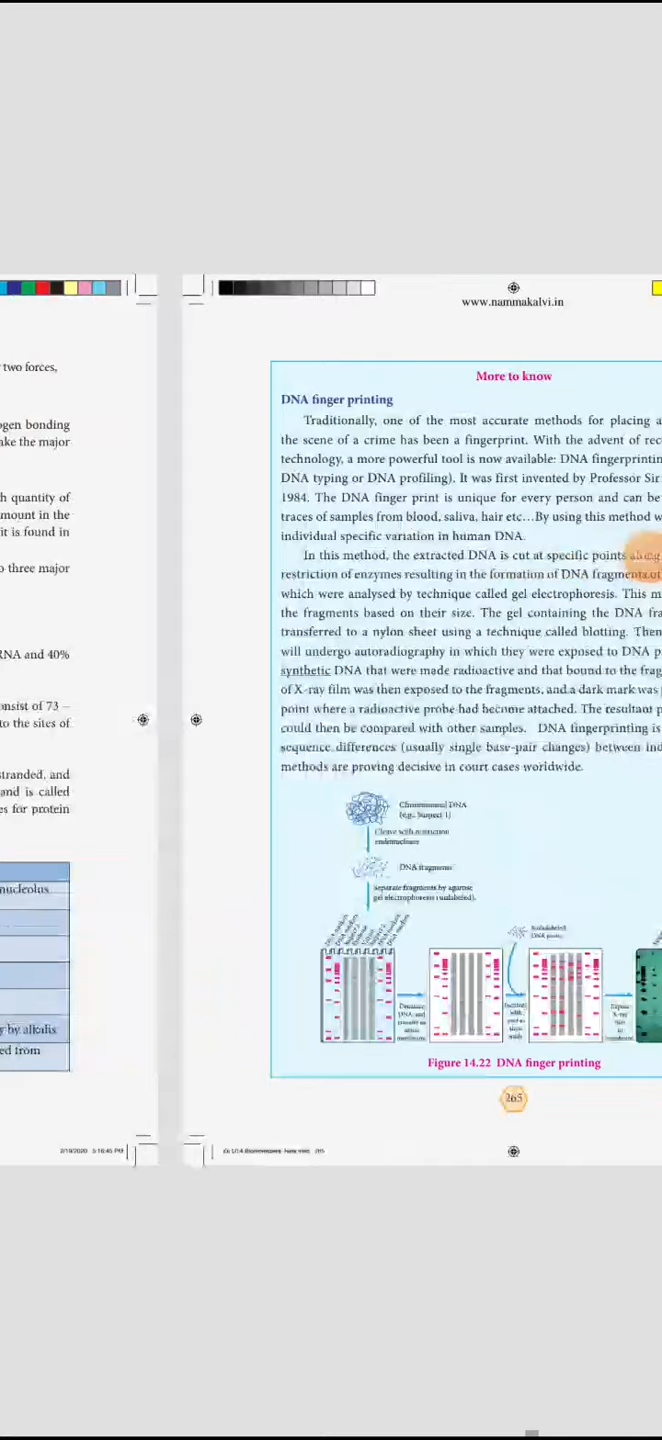 two forces,
ogen bonding
ake the major
h quantity of
mount in the
it is found in
o three major
RNA and 40%
onsist of 73 –
to the sites of
stranded, and
and is called
es for protein
nucleolus
y by alkalis
ed from
2/19/2020 5:16:45 PM
www.nammakalvi.in
More to know
DNA finger printing
Traditionally, one of the most accurate methods for placing a
the scene of a crime has been a fingerprint. With the advent of rec
technology, a more powerful tool is now available: DNA fingerprintin
DNA typing or DNA profiling). It was first invented by Professor Sir
1984. The DNA finger print is unique for every person and can be
traces of samples from blood, saliva, hair etc…By using this method w
individual specific variation in human DNA.
In this method, the extracted DNA is cut at specific points along
restriction of enzymes resulting in the formation of DNA fragments of
which were analysed by technique called gel electrophoresis. This m
the fragments based on their size. The gel containing the DNA fra
transferred to a nylon sheet using a technique called blotting. Then
will undergo autoradiography in which they were exposed to DNA p
synthetic DNA that were made radioactive and that bound to the frag
of X-ray film was then exposed to the fragments, and a dark mark was
point where a radioactive probe had become attached. The resultant p
could then be compared with other samples. DNA fingerprinting is
sequence differences (usually single base-pair changes) between ind
methods are proving decisive in court cases worldwide.
Chromosomal DNA
(e.g., Suspect 1)
Cleave with restriction
endonuclease
DNA fragments
Separate fragments by agarose
gel electrophoresis (unlabeled).
Radiolabeled
DNA probe
Figure 14.22 DNA finger printing
265